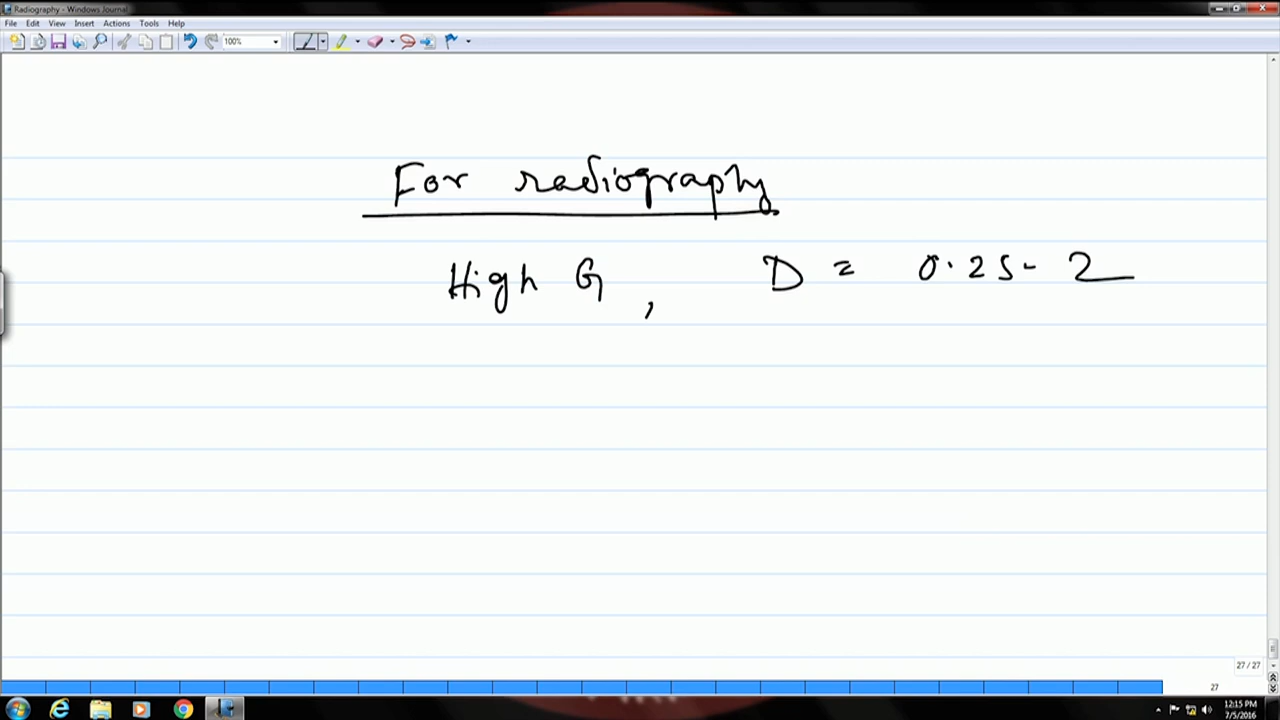 Radiography - Windows Journal
File Edit View Insert Actions Tools Help
100%
For radiography
High G, D = 0.25- 2
27 / 27
27
12:15 PM
7/5/2016